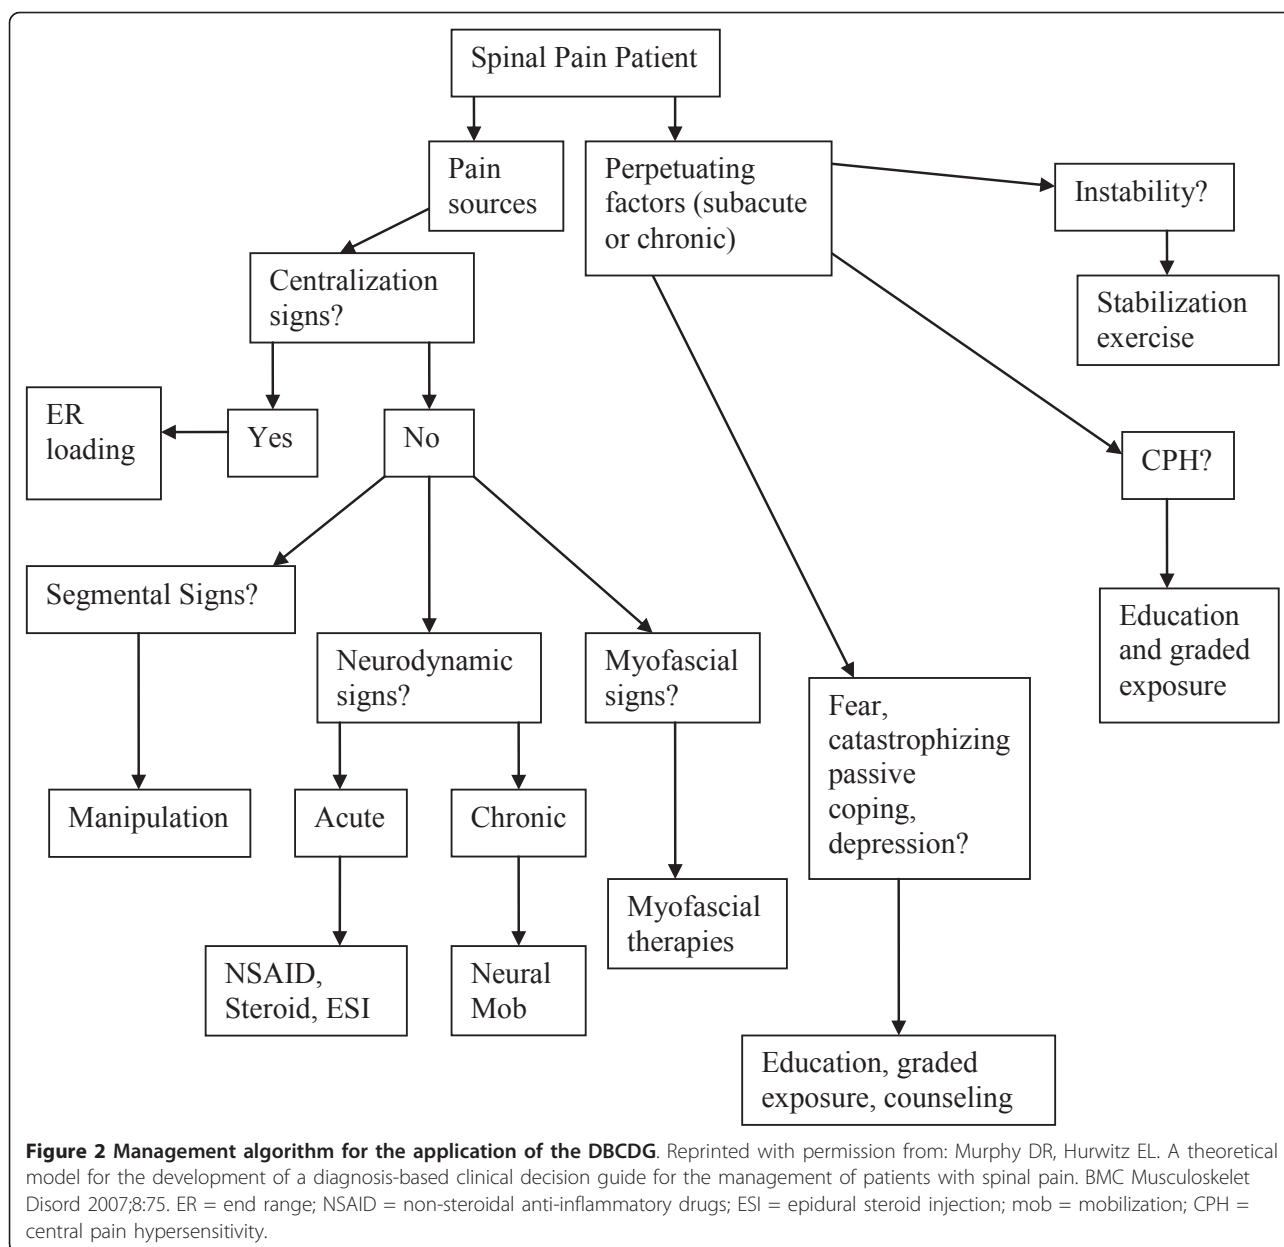 Spinal Pain Patient
Pain
sources
Perpetuating
factors (subacute
or chronic)
Instability?
Stabilization
exercise
Centralization
signs?
ER
loading
Yes
No
CPH?
Education
and graded
exposure
Segmental Signs?
Neurodynamic
signs?
Myofascial
signs?
Fear,
catastrophizing
passive
coping,
depression?
Manipulation
Acute
Chronic
Myofascial
therapies
NSAID,
Steroid, ESI
Neural
Mob
Education, graded
exposure, counseling
Figure 2 Management algorithm for the application of the DBCDG. Reprinted with permission from: Murphy DR, Hurwitz EL. A theoretical
model for the development of a diagnosis-based clinical decision guide for the management of patients with spinal pain. BMC Musculoskelet
Disord 2007;8:75. ER = end range; NSAID = non-steroidal anti-inflammatory drugs; ESI = epidural steroid injection; mob = mobilization; CPH =
central pain hypersensitivity.